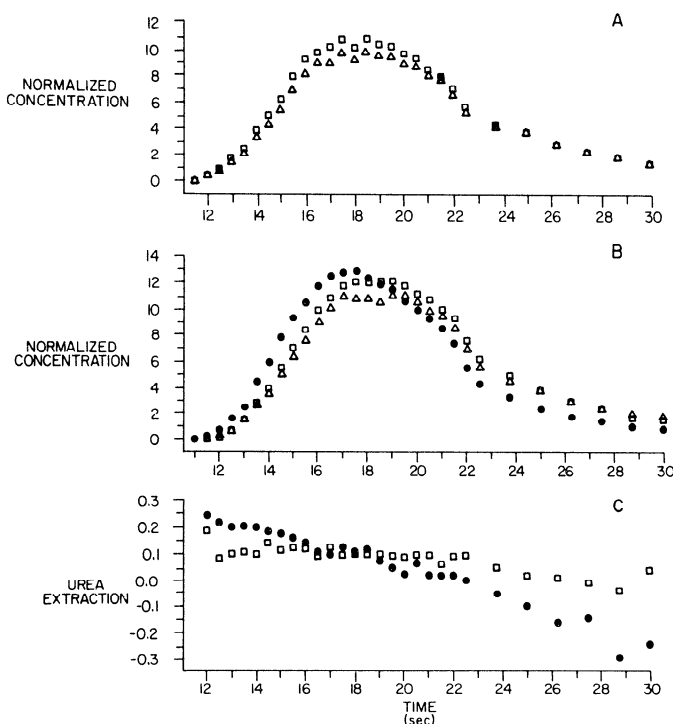 A
12
10
8
6
4
2
0
NORMALIZED
CONCENTRATION
12 14 16 18 20 22 24 26 28 30
B
14
12
10
8
6
4
2
0
NORMALIZED
CONCENTRATION
12 14 16 18 20 22 24 26 28 30
C
0.3
0.2
0.1
0.0
-0.1
-0.2
-0.3
UREA
EXTRACTION
12 14 16 18 20 22 24 26 28 30
TIME
(sec)